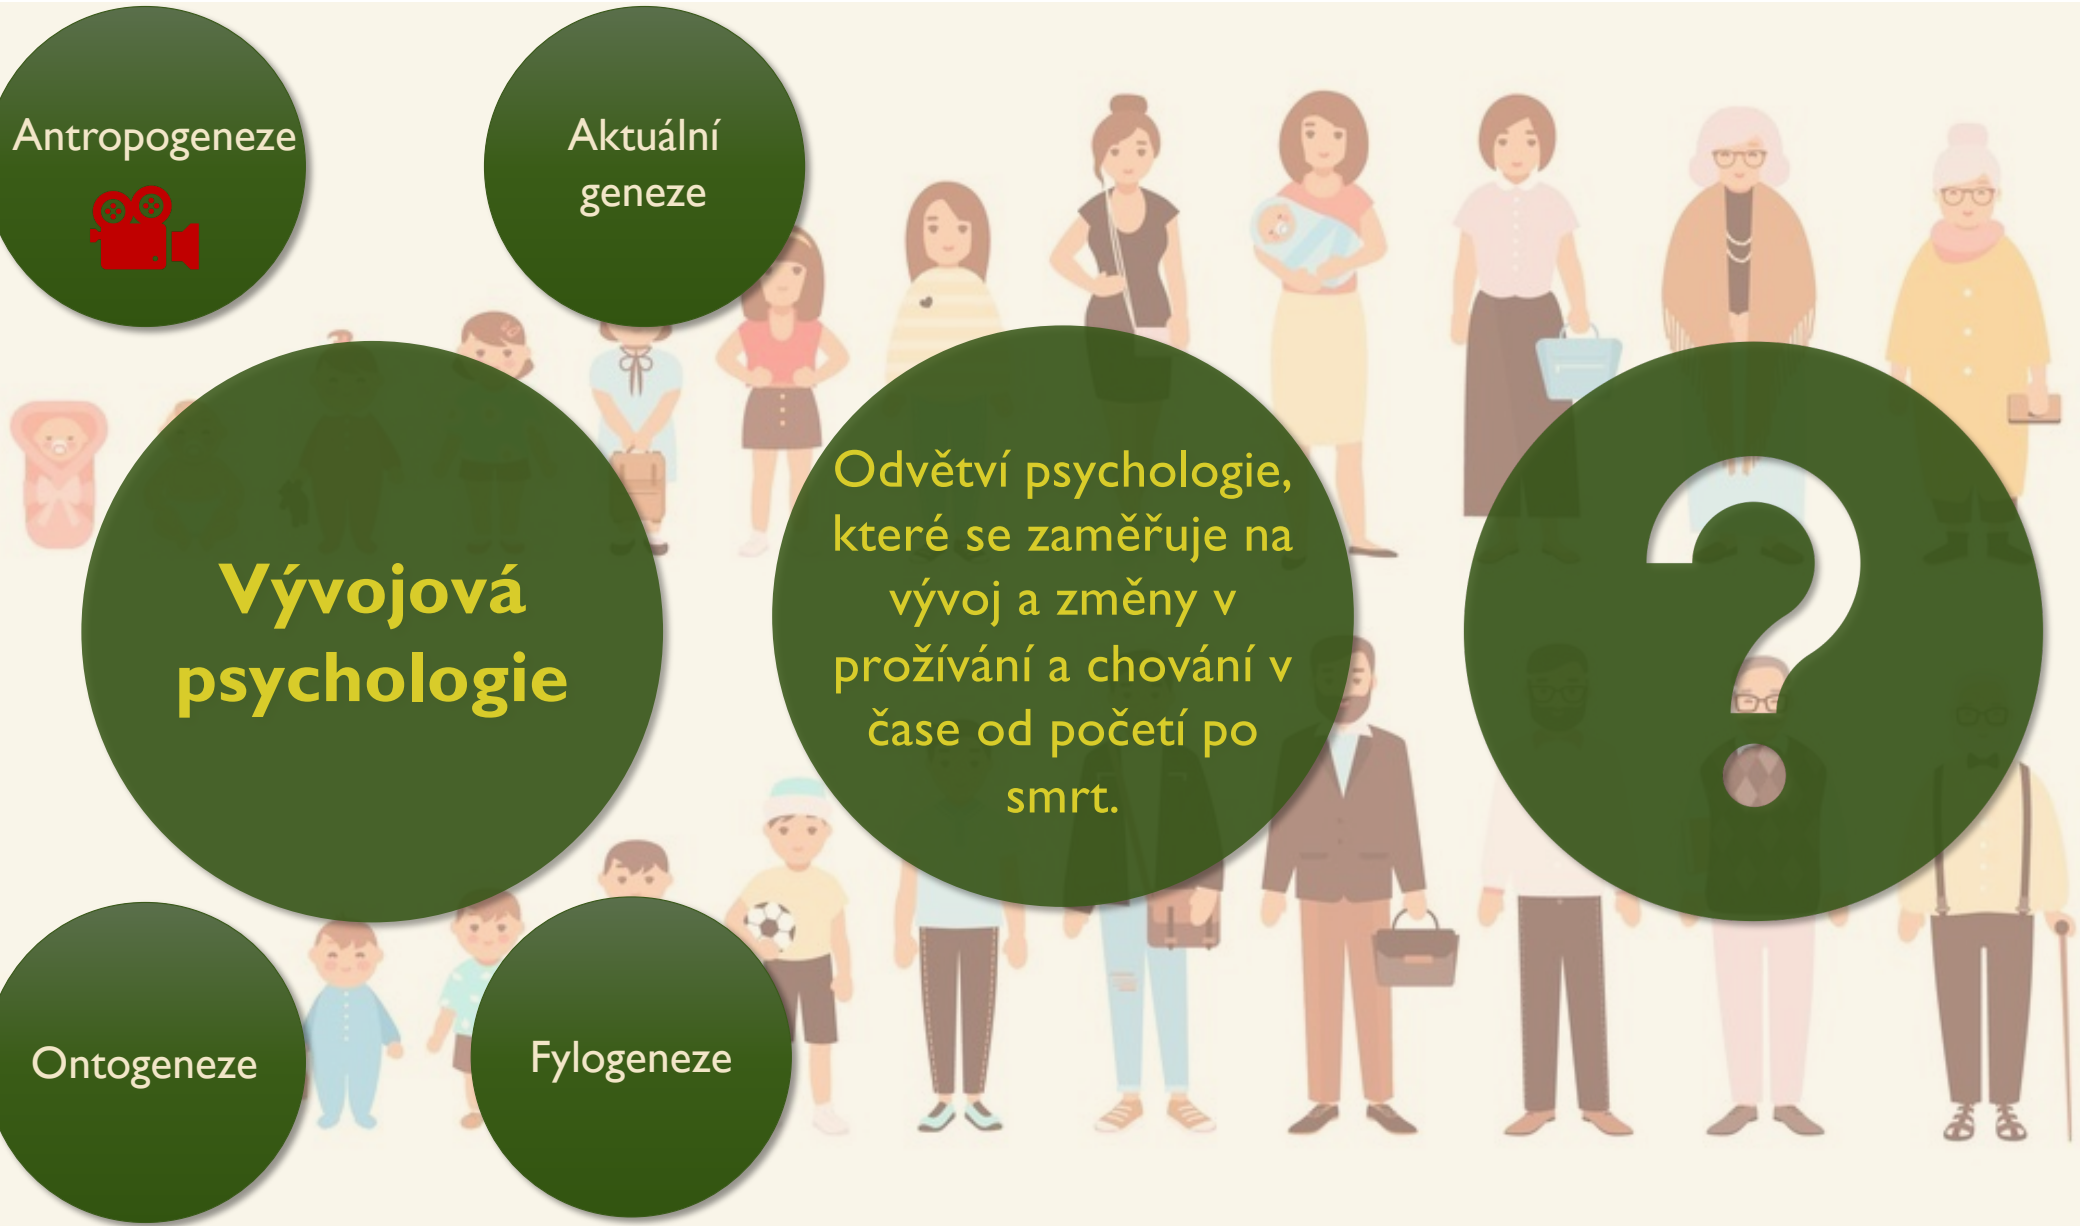 Antropogeneze
Aktuální
geneze
Vývojová
psychologie
Odvětví psychologie,
které se zaměřuje na
vývoj a změny v
prožívání a chování v
čase od početí po
smrt.
?
Ontogeneze
Fylogeneze